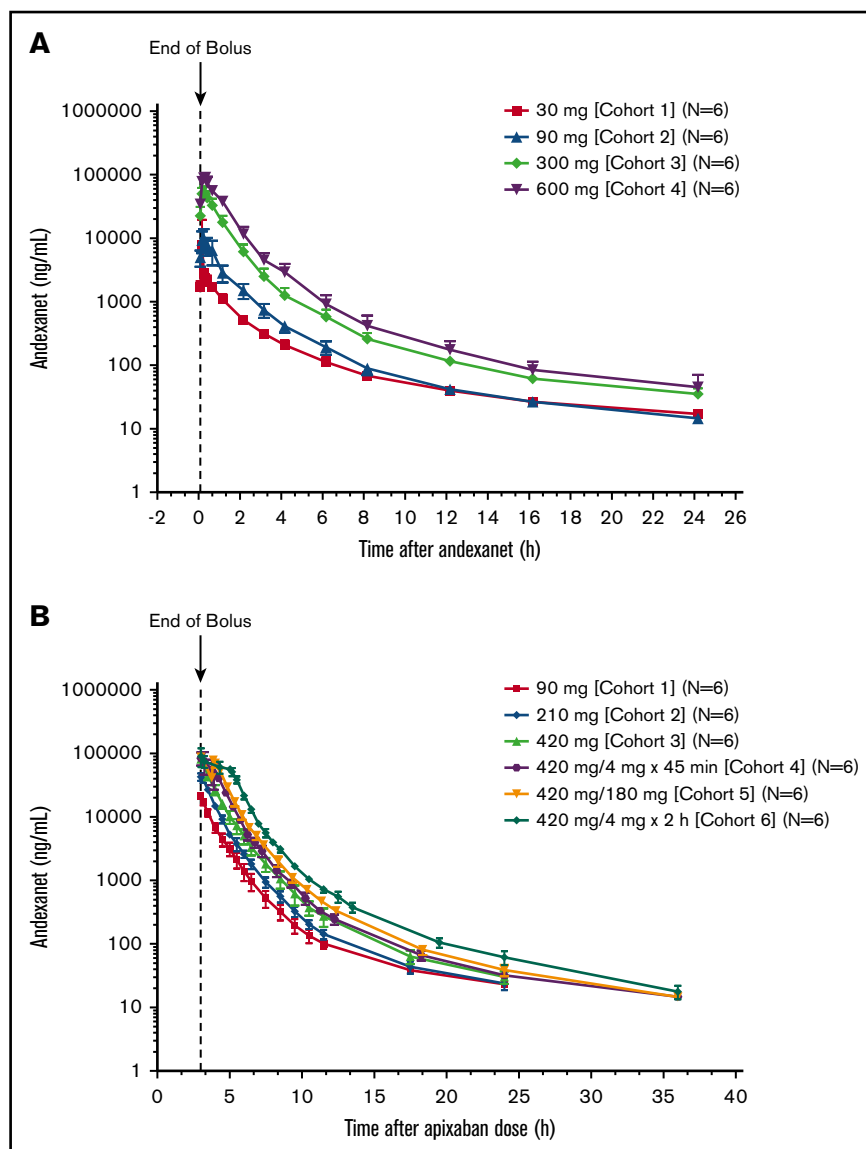 A
End of Bolus
1000000
100000
10000
1000
100
10
1
Andexanet (ng/mL)
30 mg [Cohort 1] (N=6)
90 mg [Cohort 2] (N=6)
300 mg [Cohort 3] (N=6)
600 mg [Cohort 4] (N=6)
-2 0 2 4 6 8 10 12 14 16 18 20 22 24 26
Time after andexanet (h)
B
End of Bolus
1000000
100000
10000
1000
100
10
1
Andexanet (ng/mL)
90 mg [Cohort 1] (N=6)
210 mg [Cohort 2] (N=6)
420 mg [Cohort 3] (N=6)
420 mg/4 mg x 45 min [Cohort 4] (N=6)
420 mg/180 mg [Cohort 5] (N=6)
420 mg/4 mg x 2 h [Cohort 6] (N=6)
0 5 10 15 20 25 30 35 40
Time after apixaban dose (h)